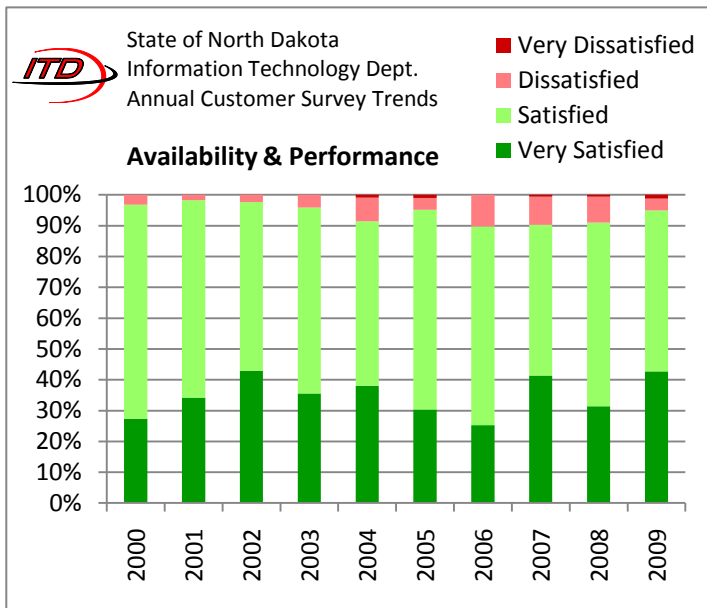 ITD
State of North Dakota
Information Technology Dept.
Annual Customer Survey Trends
Very Dissatisfied
Dissatisfied
Satisfied
Very Satisfied
Availability & Performance
100%
90%
80%
70%
60%
50%
40%
30%
20%
10%
0%
2000
2001
2002
2003
2004
2005
2006
2007
2008
2009